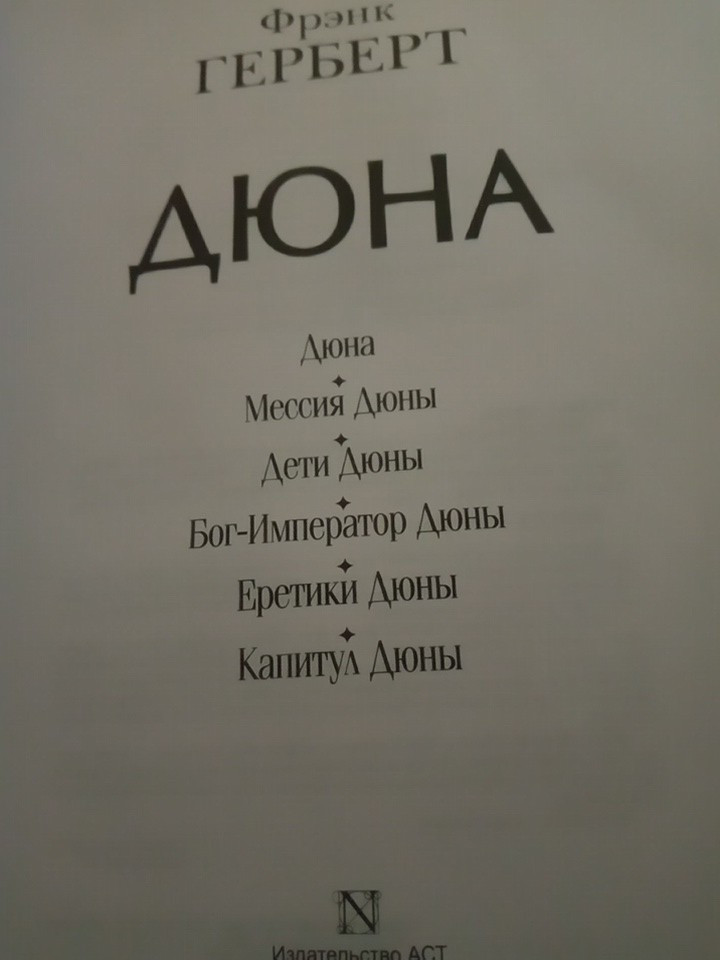 Фрэнк
ГЕРБЕРТ
ДЮНА
Дюна
Мессия Дюны
Дети Дюны
Бог-Император Дюны
Еретики Дюны
Капитул Дюны
N
Издательство АСТ